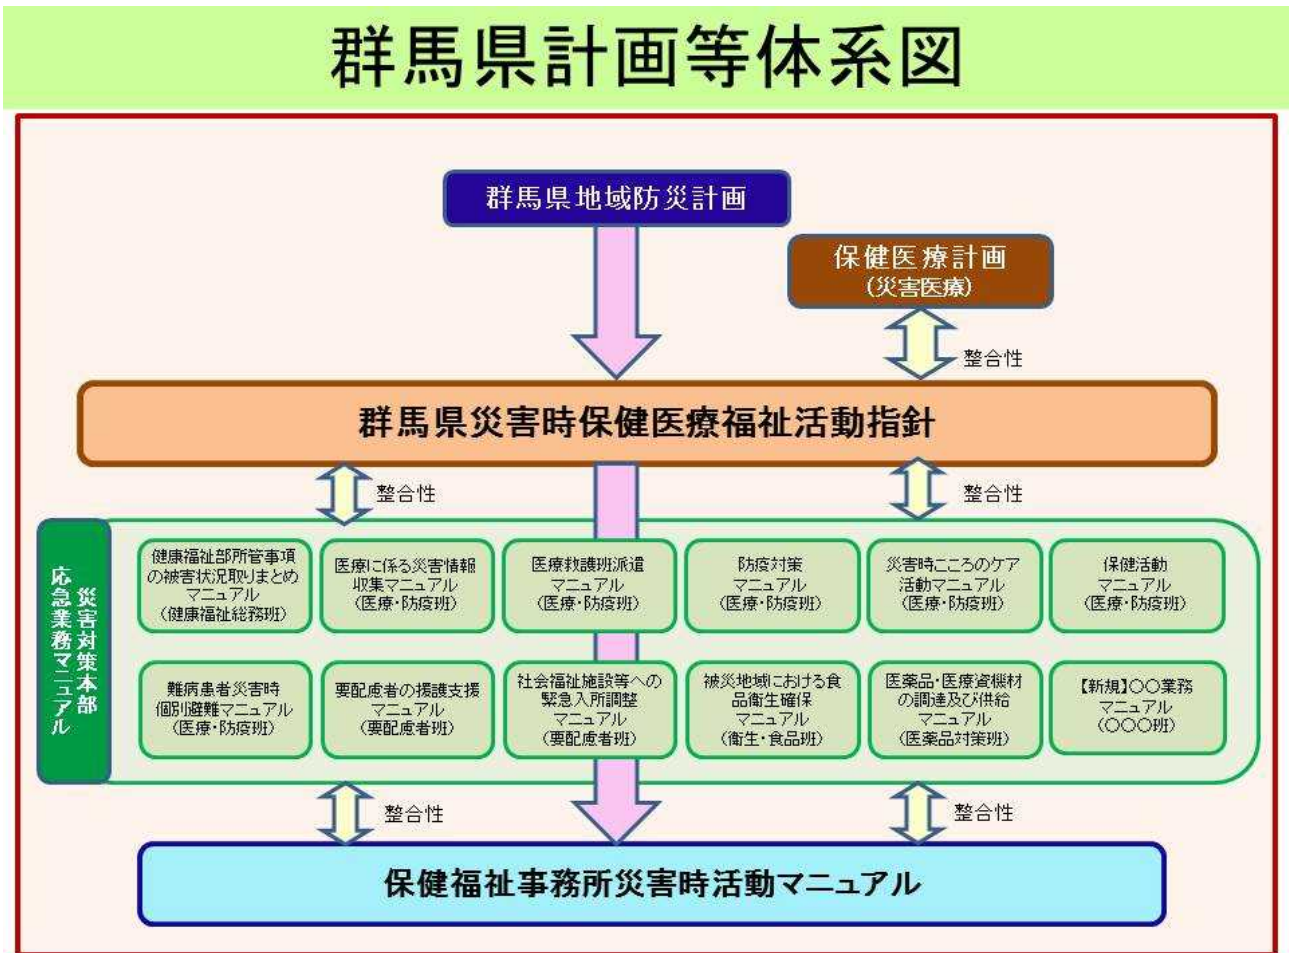 群馬県計画等体系図
群馬県地域防災計画
保健医療計画
(災害医療)
整合性
群馬県災害時保健医療福祉活動指針
整合性
整合性
災害対策本部
応急業務マニュアル
健康福祉部所管事項
の被害状況取りまとめ
マニュアル
(健康福祉総務班)
医療に係る災害情報
収集マニュアル
(医療・防疫班)
医療救護班派遣
マニュアル
(医療・防疫班)
防疫対策
マニュアル
(医療・防疫班)
災害時こころのケア
活動マニュアル
(医療・防疫班)
保健活動
マニュアル
(医療・防疫班)
難病患者災害時
個別避難マニュアル
(医療・防疫班)
要配慮者の援護支援
マニュアル
(要配慮者班)
社会福祉施設等への
緊急入所調整
マニュアル
(要配慮者班)
被災地域における食
品衛生確保
マニュアル
(衛生・食品班)
医薬品・医療資機材
の調達及び供給
マニュアル
(医薬品対策班)
【新規】〇〇業務
マニュアル
(〇〇〇班)
整合性
整合性
保健福祉事務所災害時活動マニュアル